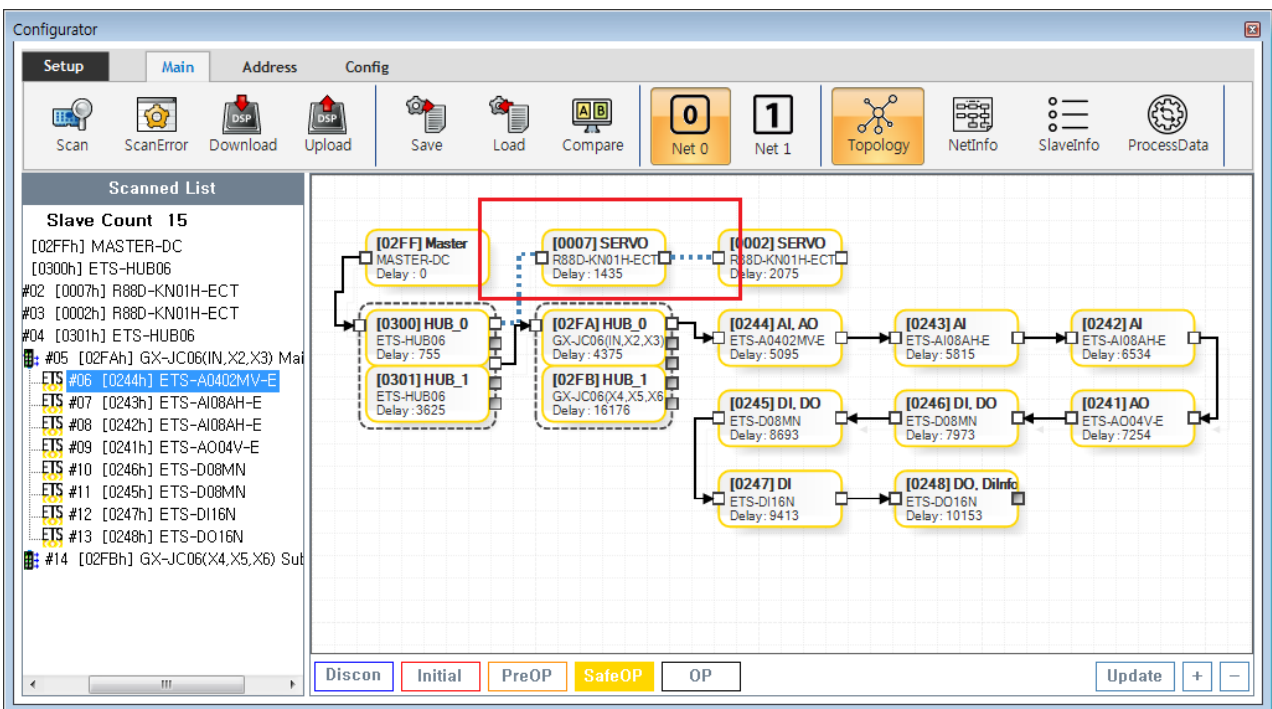 Configurator
Setup Main Address Config
Scan ScanError Download Upload Save Load Compare Net 0 Net 1 Topology NetInfo SlaveInfo ProcessData
DSP DSP A B 0 1
Scanned List
Slave Count 15
[02FFh] MASTER-DC
[0300h] ETS-HUB06
#02 [0007h] R88D-KN01H-ECT
#03 [0002h] R88D-KN01H-ECT
#04 [0301h] ETS-HUB06
#05 [02FAh] GX-JC06(IN,X2,X3) Mai
ETS #06 [0244h] ETS-A0402MV-E
ETS #07 [0243h] ETS-AI08AH-E
ETS #08 [0242h] ETS-AI08AH-E
ETS #09 [0241h] ETS-AO04V-E
ETS #10 [0246h] ETS-D08MN
ETS #11 [0245h] ETS-D08MN
ETS #12 [0247h] ETS-DI16N
ETS #13 [0248h] ETS-DO16N
#14 [02FBh] GX-JC06(X4,X5,X6) Sub
[02FF] Master
MASTER-DC
Delay : 0
[0007] SERVO
R88D-KN01H-ECT
Delay : 1435
[0002] SERVO
R88D-KN01H-ECT
Delay : 2075
[0300] HUB_0
ETS-HUB06
Delay : 755
[0301] HUB_1
ETS-HUB06
Delay : 3625
[02FA] HUB_0
GX-JC06(IN,X2,X3)
Delay : 4375
[02FB] HUB_1
GX-JC06(X4,X5,X6
Delay : 16176
[0244] AI, AO
ETS-A0402MV-E
Delay : 5095
[0243] AI
ETS-AI08AH-E
Delay : 5815
[0242] AI
ETS-AI08AH-E
Delay : 6534
[0245] DI, DO
ETS-D08MN
Delay : 8693
[0246] DI, DO
ETS-D08MN
Delay : 7973
[0241] AO
ETS-AO04V-E
Delay : 7254
[0247] DI
ETS-DI16N
Delay : 9413
[0248] DO, DiInfo
ETS-DO16N
Delay : 10153
Discon Initial PreOP SafeOP OP Update + −